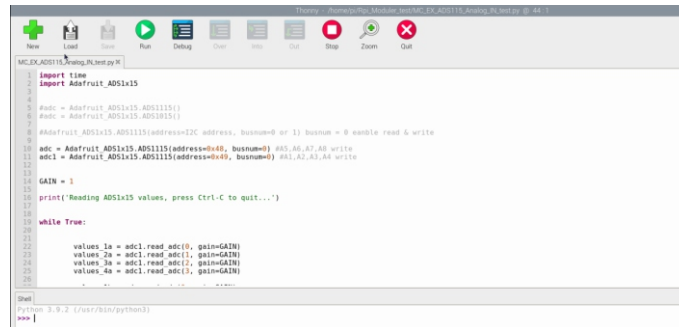 Thonny - /home/pi/Rpi_Moduler_test/MC_EX_ADS115_Analog_IN_test.py @ 44 : 1
New Load Save Run Debug Over Into Out Stop Zoom Quit
MC_EX_ADS115_Analog_IN_test.py ✕
1 import time
2 import Adafruit_ADS1x15
3
4
5 #adc = Adafruit_ADS1x15.ADS1115()
6 #adc = Adafruit_ADS1x15.ADS1015()
7
8 #Adafruit_ADS1x15.ADS1115(address=I2C address, busnum=0 or 1) busnum = 0 eanble read & write
9
10 adc = Adafruit_ADS1x15.ADS1115(address=0x48, busnum=0) #A5,A6,A7,A8 write
11 adc1 = Adafruit_ADS1x15.ADS1115(address=0x49, busnum=0) #A1,A2,A3,A4 write
12
13
14 GAIN = 1
15
16 print('Reading ADS1x15 values, press Ctrl-C to quit...')
17
18
19 while True:
20
21
22 values_1a = adc1.read_adc(0, gain=GAIN)
23 values_2a = adc1.read_adc(1, gain=GAIN)
24 values_3a = adc1.read_adc(2, gain=GAIN)
25 values_4a = adc1.read_adc(3, gain=GAIN)
26
Shell
Python 3.9.2 (/usr/bin/python3)
>>>